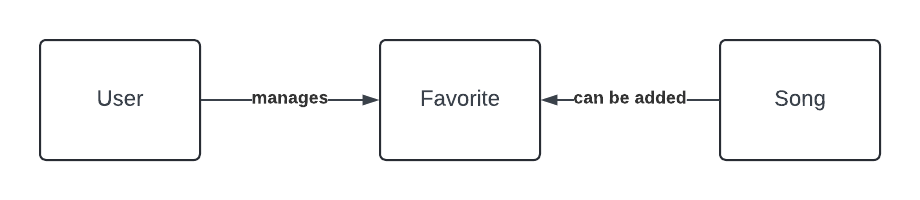 User
manages
Favorite
can be added
Song